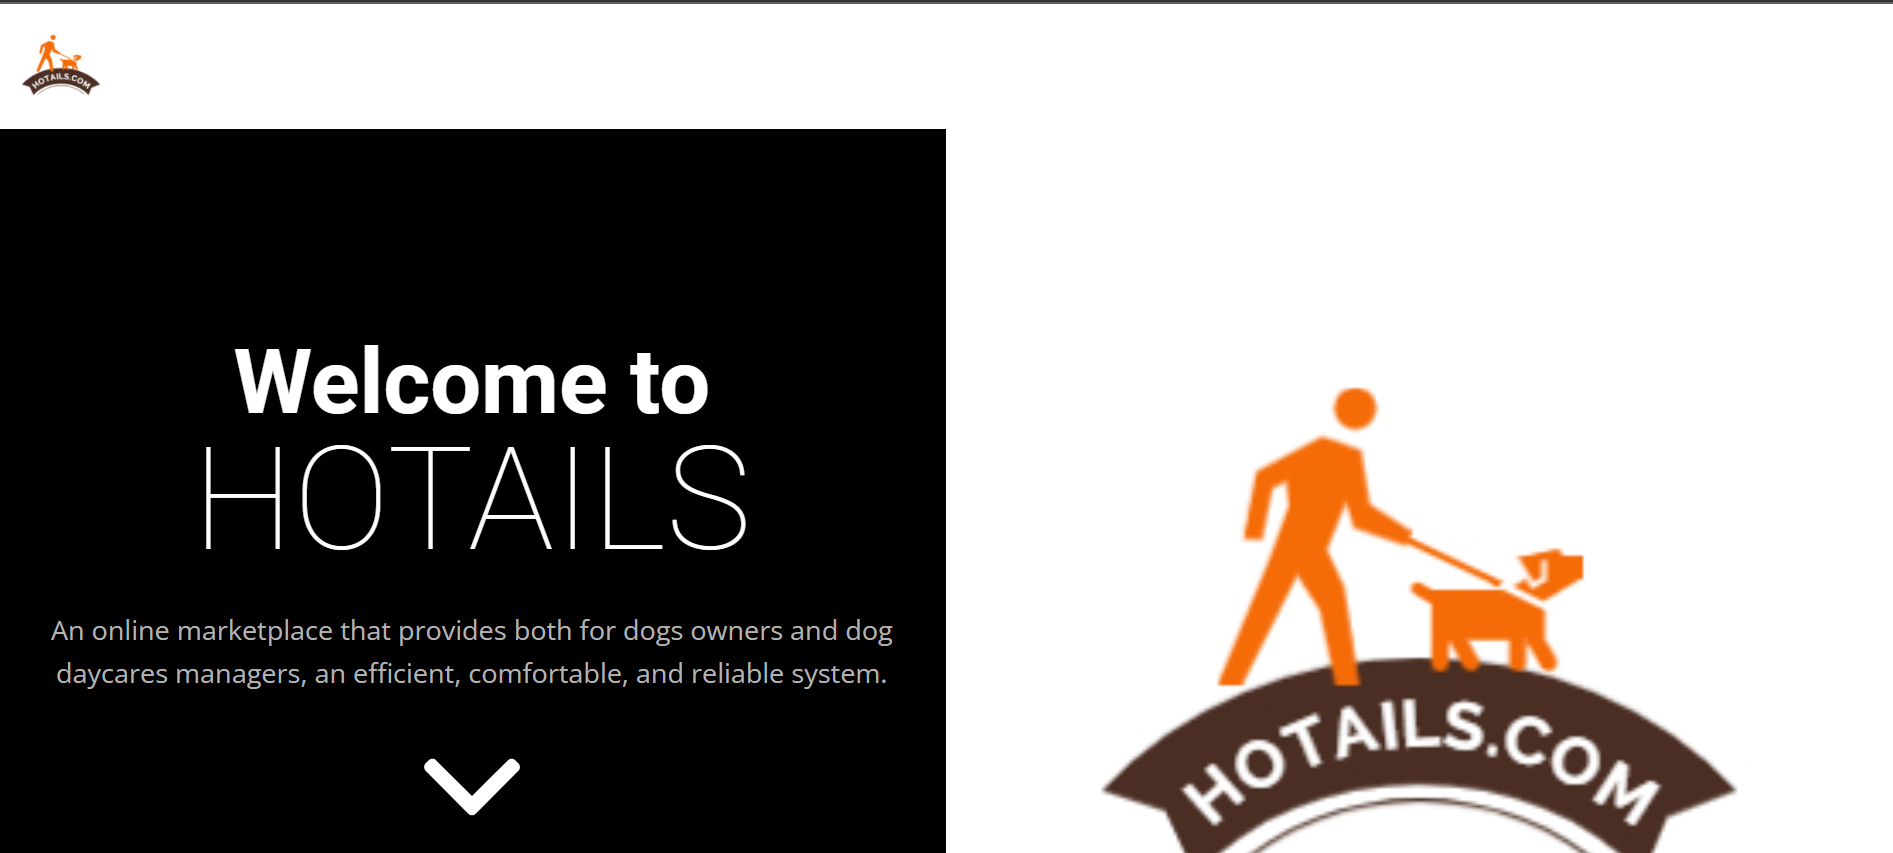 HOTAILS.COM
Welcome to
HOTAILS
An online marketplace that provides both for dogs owners and dog
daycares managers, an efficient, comfortable, and reliable system.
HOTAILS.COM